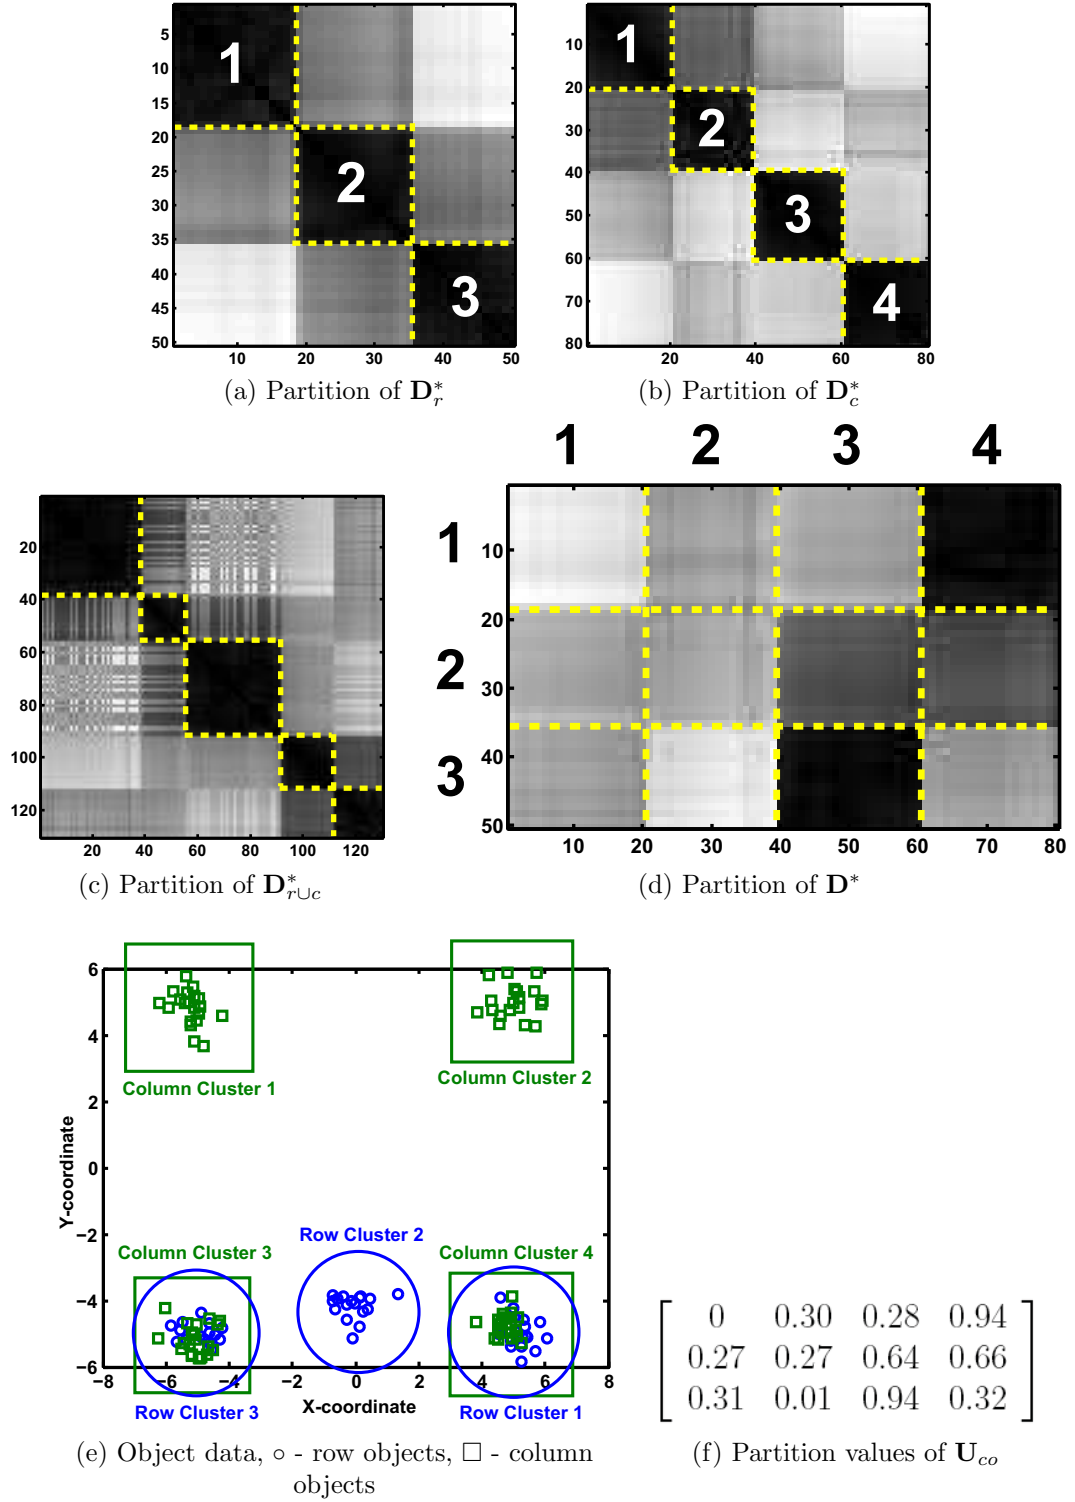 1
2
3
5
10
15
20
25
30
35
40
45
50
10 20 30 40 50
(a) Partition of D*r
1
2
3
4
10
20
30
40
50
60
70
80
20 40 60 80
(b) Partition of D*c
20
40
60
80
100
120
20 40 60 80 100 120
(c) Partition of D*r∪c
1 2 3 4
1
2
3
10
20
30
40
50
10 20 30 40 50 60 70 80
(d) Partition of D*
6
4
2
0
−2
−4
−6
Y-coordinate
Column Cluster 1
Column Cluster 2
Row Cluster 2
Column Cluster 3
Column Cluster 4
−8 −6 −4 −2 0 2 4 6 8
Row Cluster 3
X-coordinate
Row Cluster 1
(e) Object data, ○ - row objects, □ - column
objects
0 0.30 0.28 0.94
0.27 0.27 0.64 0.66
0.31 0.01 0.94 0.32
(f) Partition values of Uco